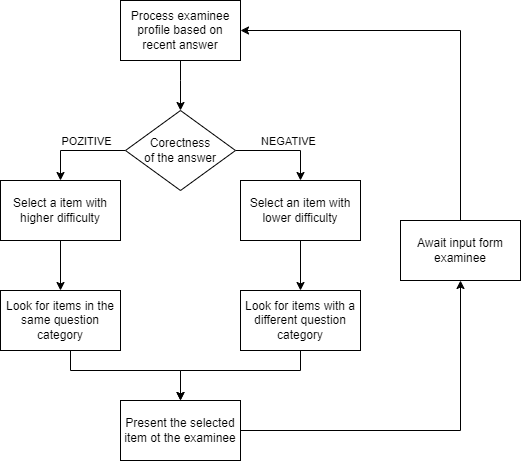 Process examinee
profile based on
recent answer
Corectness
of the answer
POZITIVE
NEGATIVE
Select a item with
higher difficulty
Select an item with
lower difficulty
Await input form
examinee
Look for items in the
same question
category
Look for items with a
different question
category
Present the selected
item ot the examinee